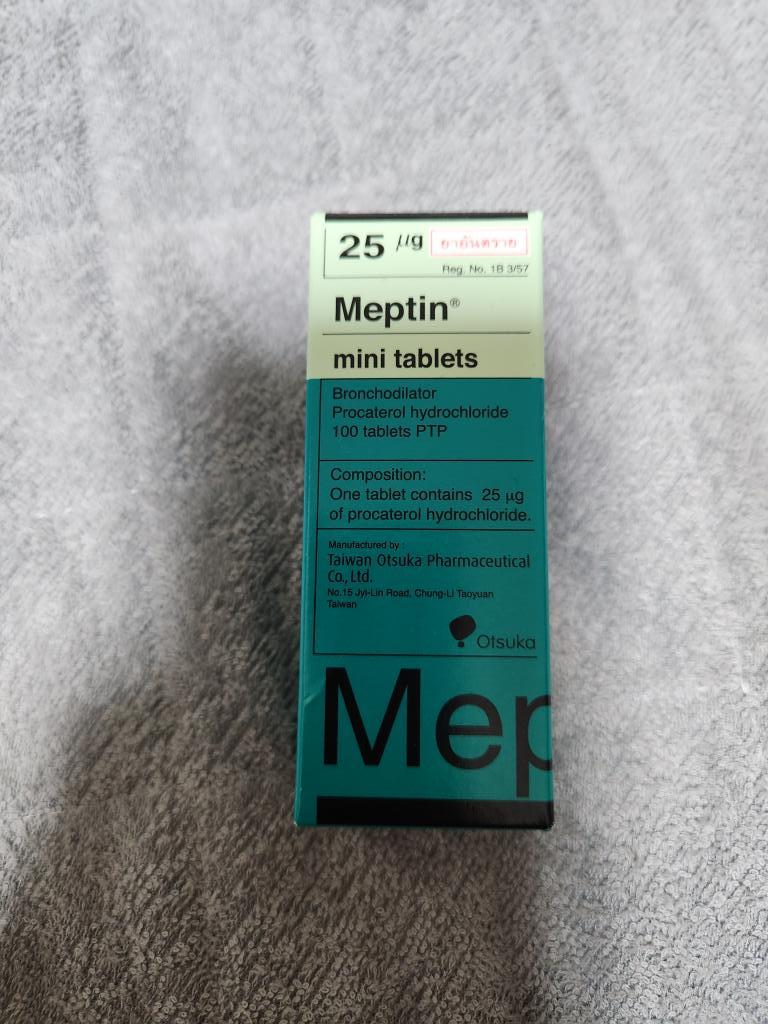 25 µg ยาอันตราย
Reg. No. 1B 3/57
Meptin®
mini tablets
Bronchodilator
Procaterol hydrochloride
100 tablets PTP
Composition:
One tablet contains 25 µg
of procaterol hydrochloride.
Manufactured by :
Taiwan Otsuka Pharmaceutical
Co., Ltd.
No.15 Jyi-Lin Road, Chung-Li Taoyuan
Taiwan
Otsuka
Mep